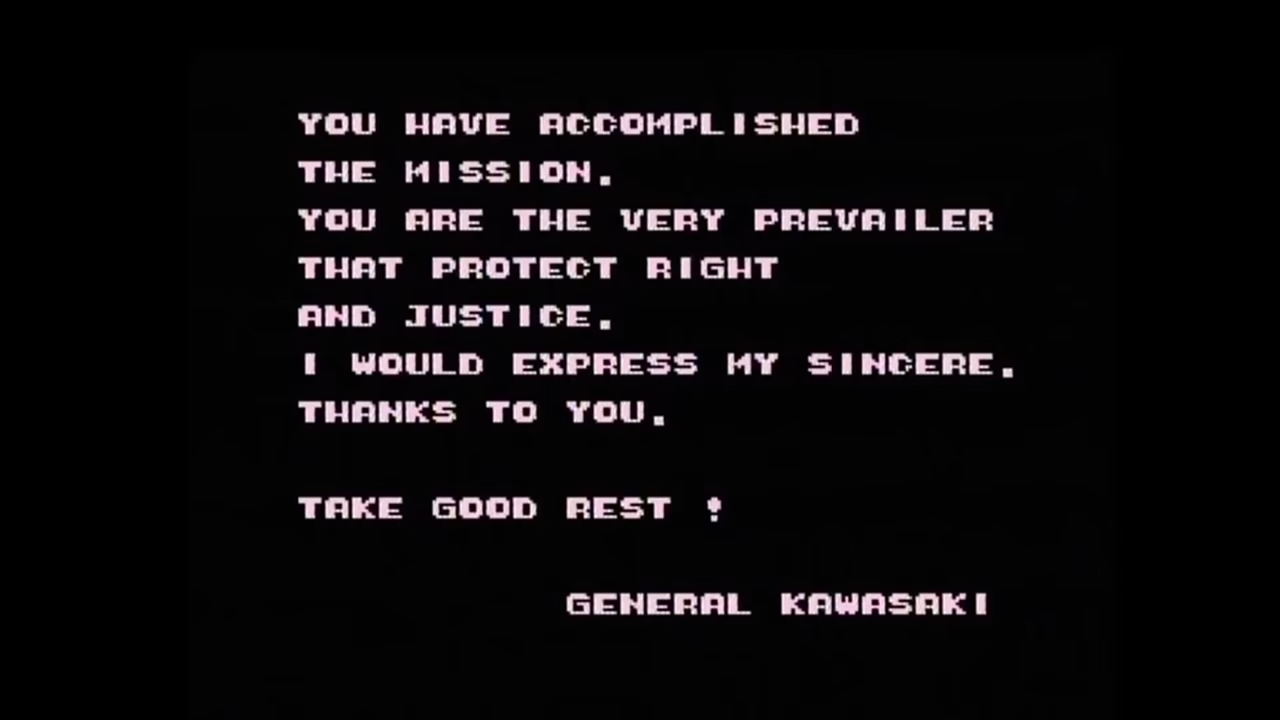 YOU HAVE ACCOMPLISHED
THE MISSION.
YOU ARE THE VERY PREVAILER
THAT PROTECT RIGHT
AND JUSTICE.
I WOULD EXPRESS MY SINCERE.
THANKS TO YOU.
TAKE GOOD REST !
GENERAL KAWASAKI